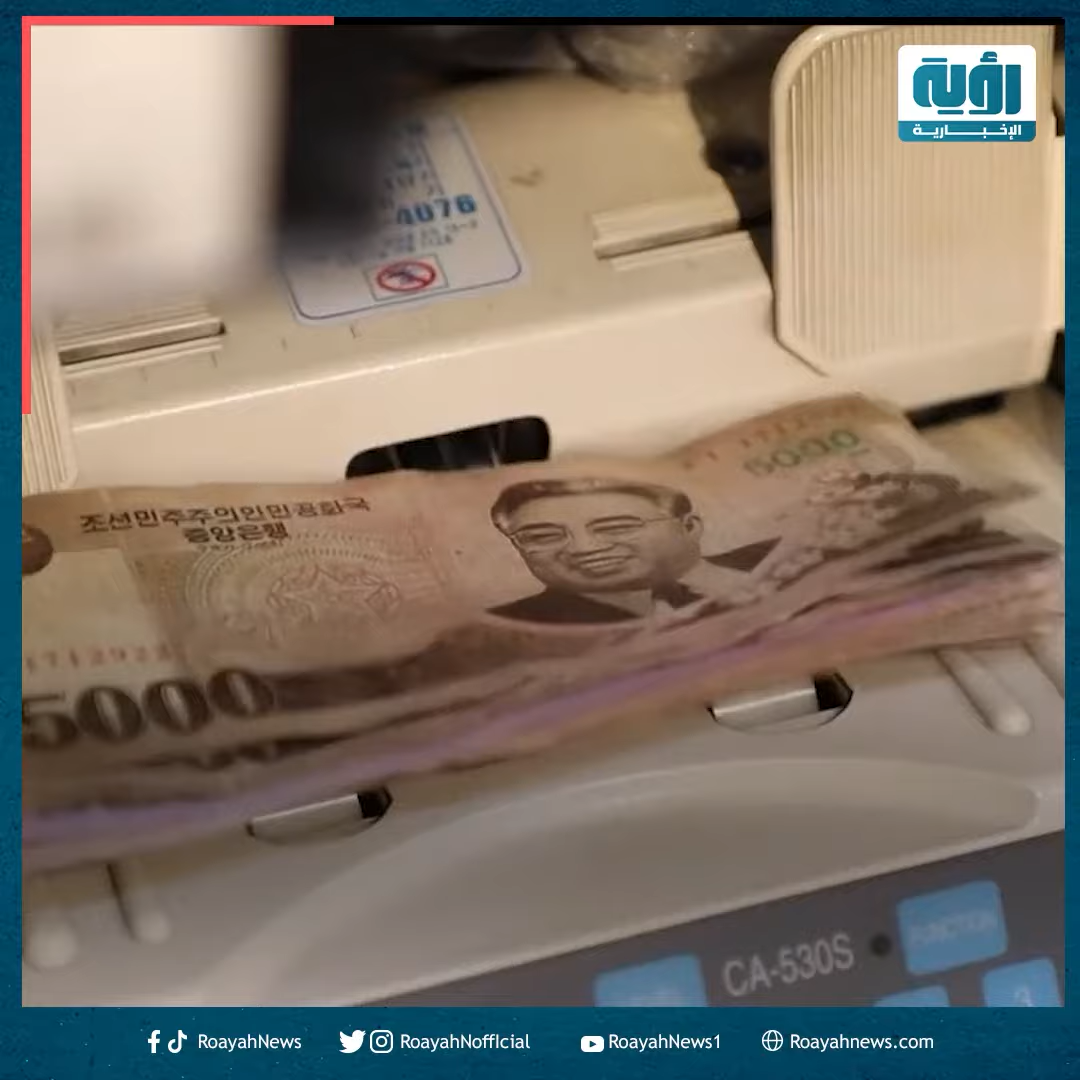 رؤية
الإخبارية
4076
5000
조선민주주의인민공화국
중앙은행
5000
CA-530S
FUNCTION
3
RoayahNews
RoayahNofficial
RoayahNews1
Roayahnews.com